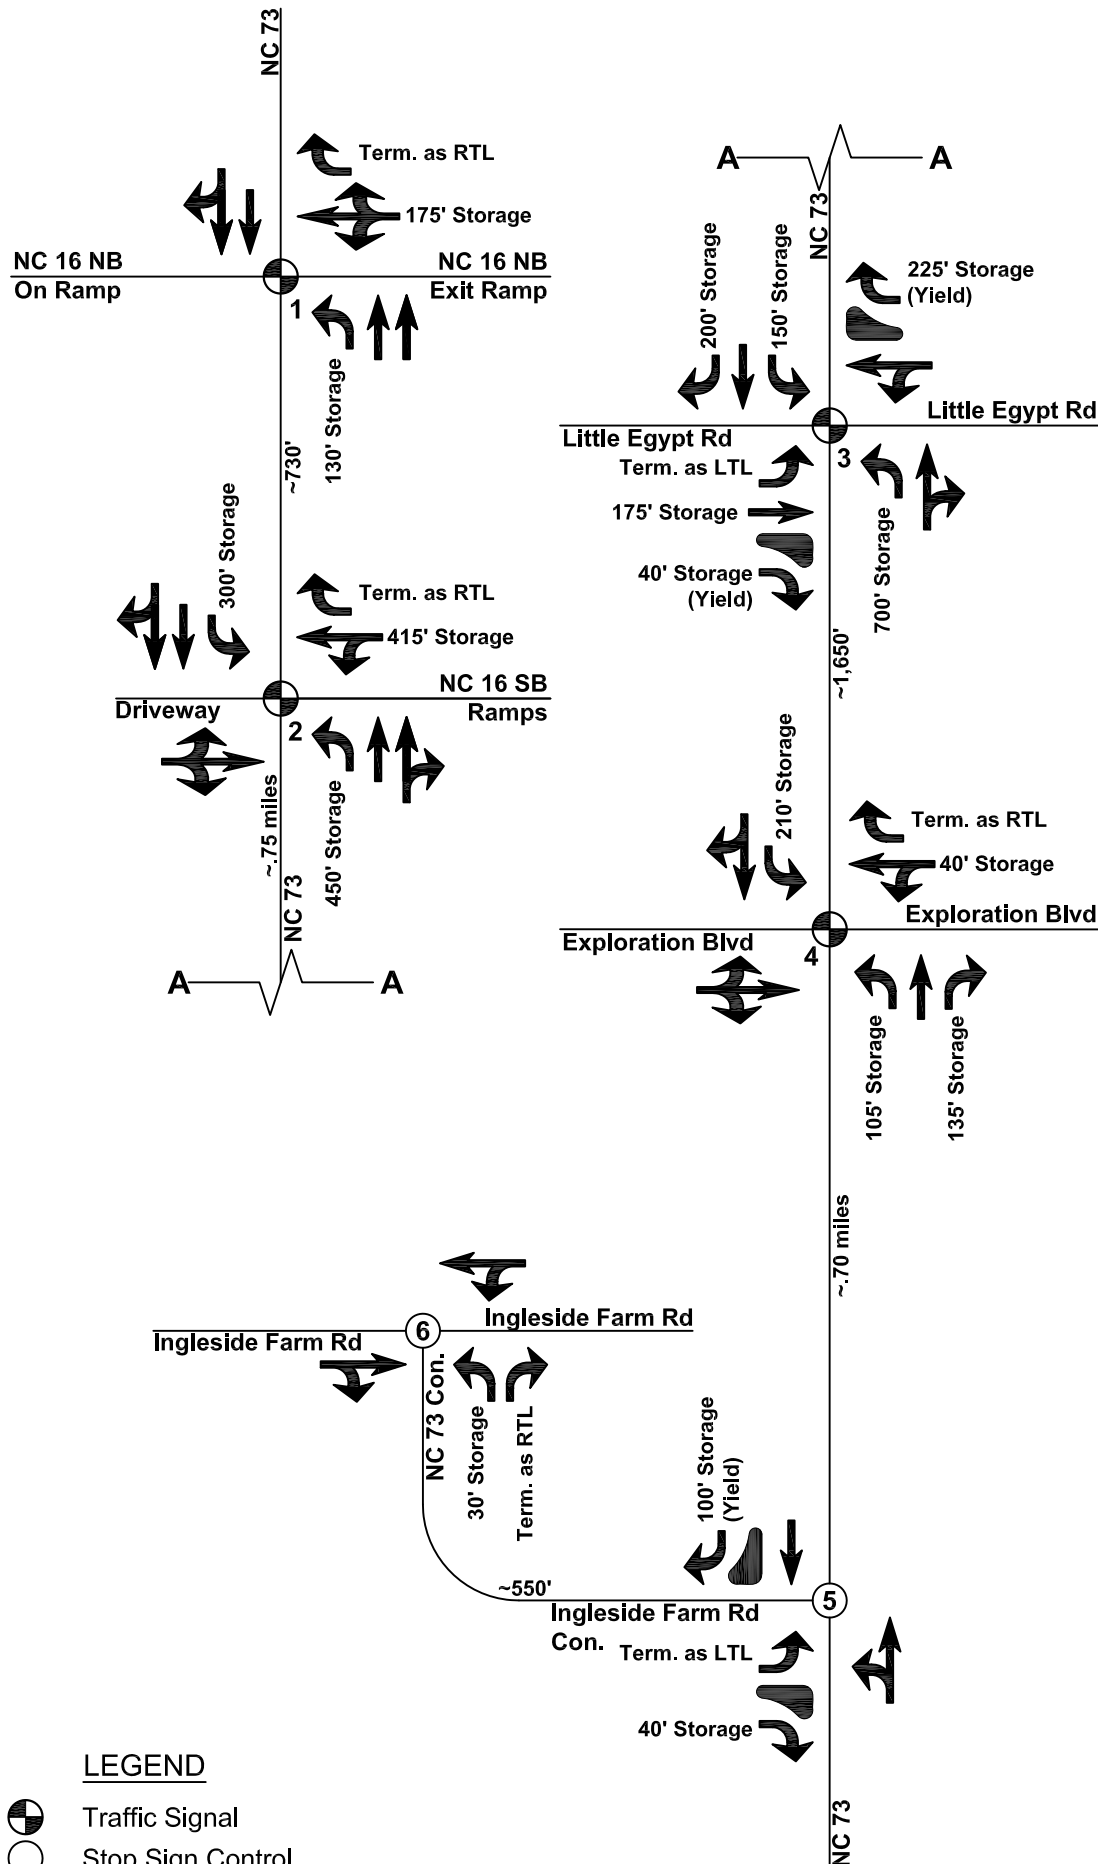 NC 73
Term. as RTL
175' Storage
NC 16 NB
On Ramp
NC 16 NB
Exit Ramp
1
130' Storage
~730'
300' Storage
Term. as RTL
415' Storage
NC 16 SB
Ramps
Driveway
2
450' Storage
~.75 miles
NC 73
A
A
A
A
NC 73
200' Storage
150' Storage
225' Storage
(Yield)
Little Egypt Rd
Little Egypt Rd
3
Term. as LTL
175' Storage
40' Storage
(Yield)
700' Storage
~1,650'
210' Storage
Term. as RTL
40' Storage
Exploration Blvd
Exploration Blvd
4
105' Storage
135' Storage
~.70 miles
Ingleside Farm Rd
Ingleside Farm Rd
6
NC 73 Con.
30' Storage
Term. as RTL
100' Storage
(Yield)
~550'
Ingleside Farm Rd
Con.
5
Term. as LTL
40' Storage
NC 73
LEGEND
Traffic Signal
Stop Sign Control